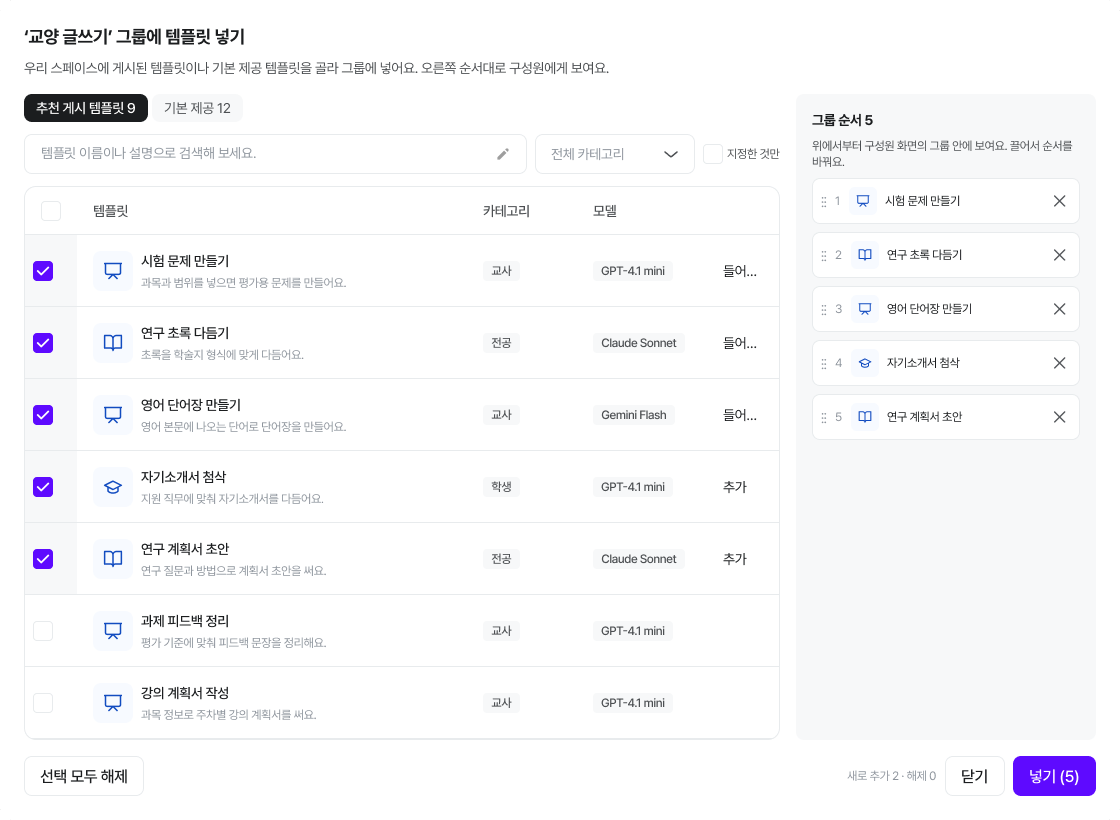 ‘교양 글쓰기’ 그룹에 템플릿 넣기
우리 스페이스에 게시된 템플릿이나 기본 제공 템플릿을 골라 그룹에 넣어요. 오른쪽 순서대로 구성원에게 보여요.
추천 게시 템플릿 9
기본 제공 12
템플릿 이름이나 설명으로 검색해 보세요.
전체 카테고리
지정한 것만
템플릿
카테고리
모델
시험 문제 만들기
과목과 범위를 넣으면 평가용 문제를 만들어요.
교사
GPT-4.1 mini
들어...
연구 초록 다듬기
초록을 학술지 형식에 맞게 다듬어요.
전공
Claude Sonnet
들어...
영어 단어장 만들기
영어 본문에 나오는 단어로 단어장을 만들어요.
교사
Gemini Flash
들어...
자기소개서 첨삭
지원 직무에 맞춰 자기소개서를 다듬어요.
학생
GPT-4.1 mini
추가
연구 계획서 초안
연구 질문과 방법으로 계획서 초안을 써요.
전공
Claude Sonnet
추가
과제 피드백 정리
평가 기준에 맞춰 피드백 문장을 정리해요.
교사
GPT-4.1 mini
강의 계획서 작성
과목 정보로 주차별 강의 계획서를 써요.
교사
GPT-4.1 mini
그룹 순서 5
위에서부터 구성원 화면의 그룹 안에 보여요. 끌어서 순서를
바꿔요.
1 시험 문제 만들기
2 연구 초록 다듬기
3 영어 단어장 만들기
4 자기소개서 첨삭
5 연구 계획서 초안
선택 모두 해제
새로 추가 2 · 해제 0
닫기
넣기 (5)